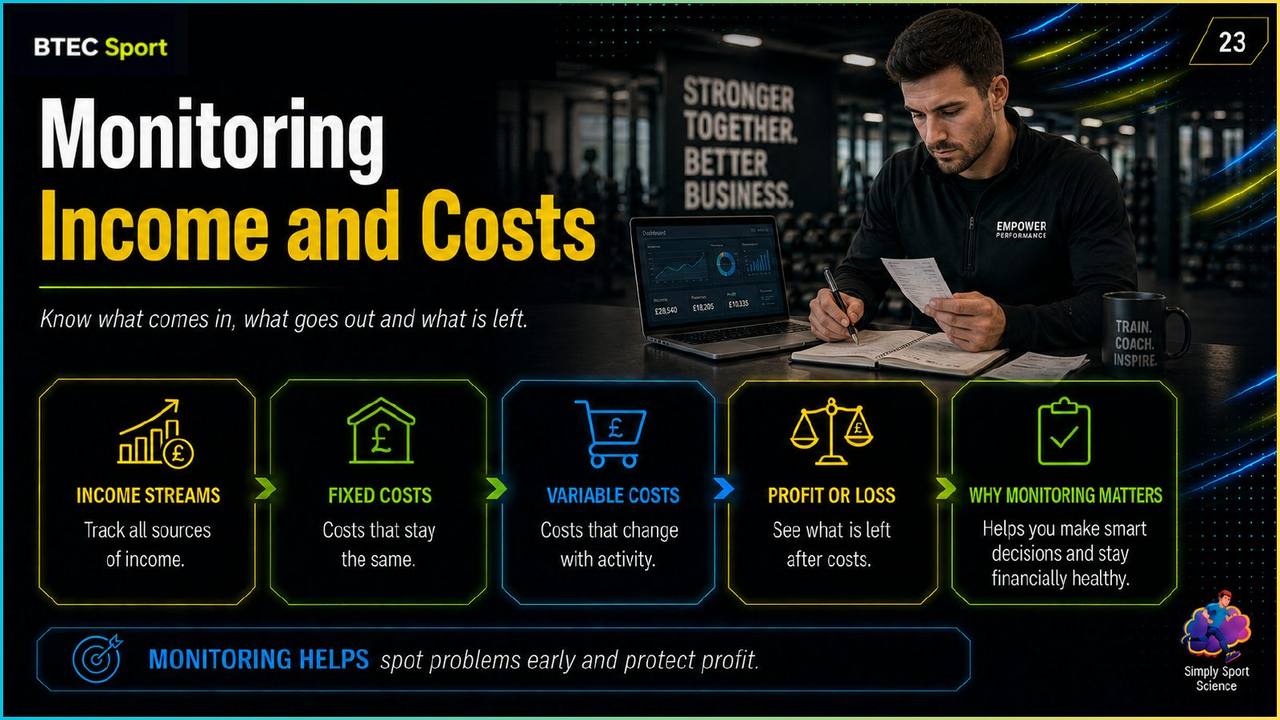 BTEC Sport
23
Monitoring
Income and Costs
Know what comes in, what goes out and what is left.
STRONGER
TOGETHER.
BETTER
BUSINESS.
EMPOWER
PERFORMANCE
Dashboard
£28,540
£18,205
£10,335
TRAIN.
COACH.
INSPIRE.
£
INCOME STREAMS
Track all sources
of income.
£
FIXED COSTS
Costs that stay
the same.
£
VARIABLE COSTS
Costs that change
with activity.
£
PROFIT OR LOSS
See what is left
after costs.
WHY MONITORING MATTERS
Helps you make smart
decisions and stay
financially healthy.
MONITORING HELPS spot problems early and protect profit.
Simply Sport
Science